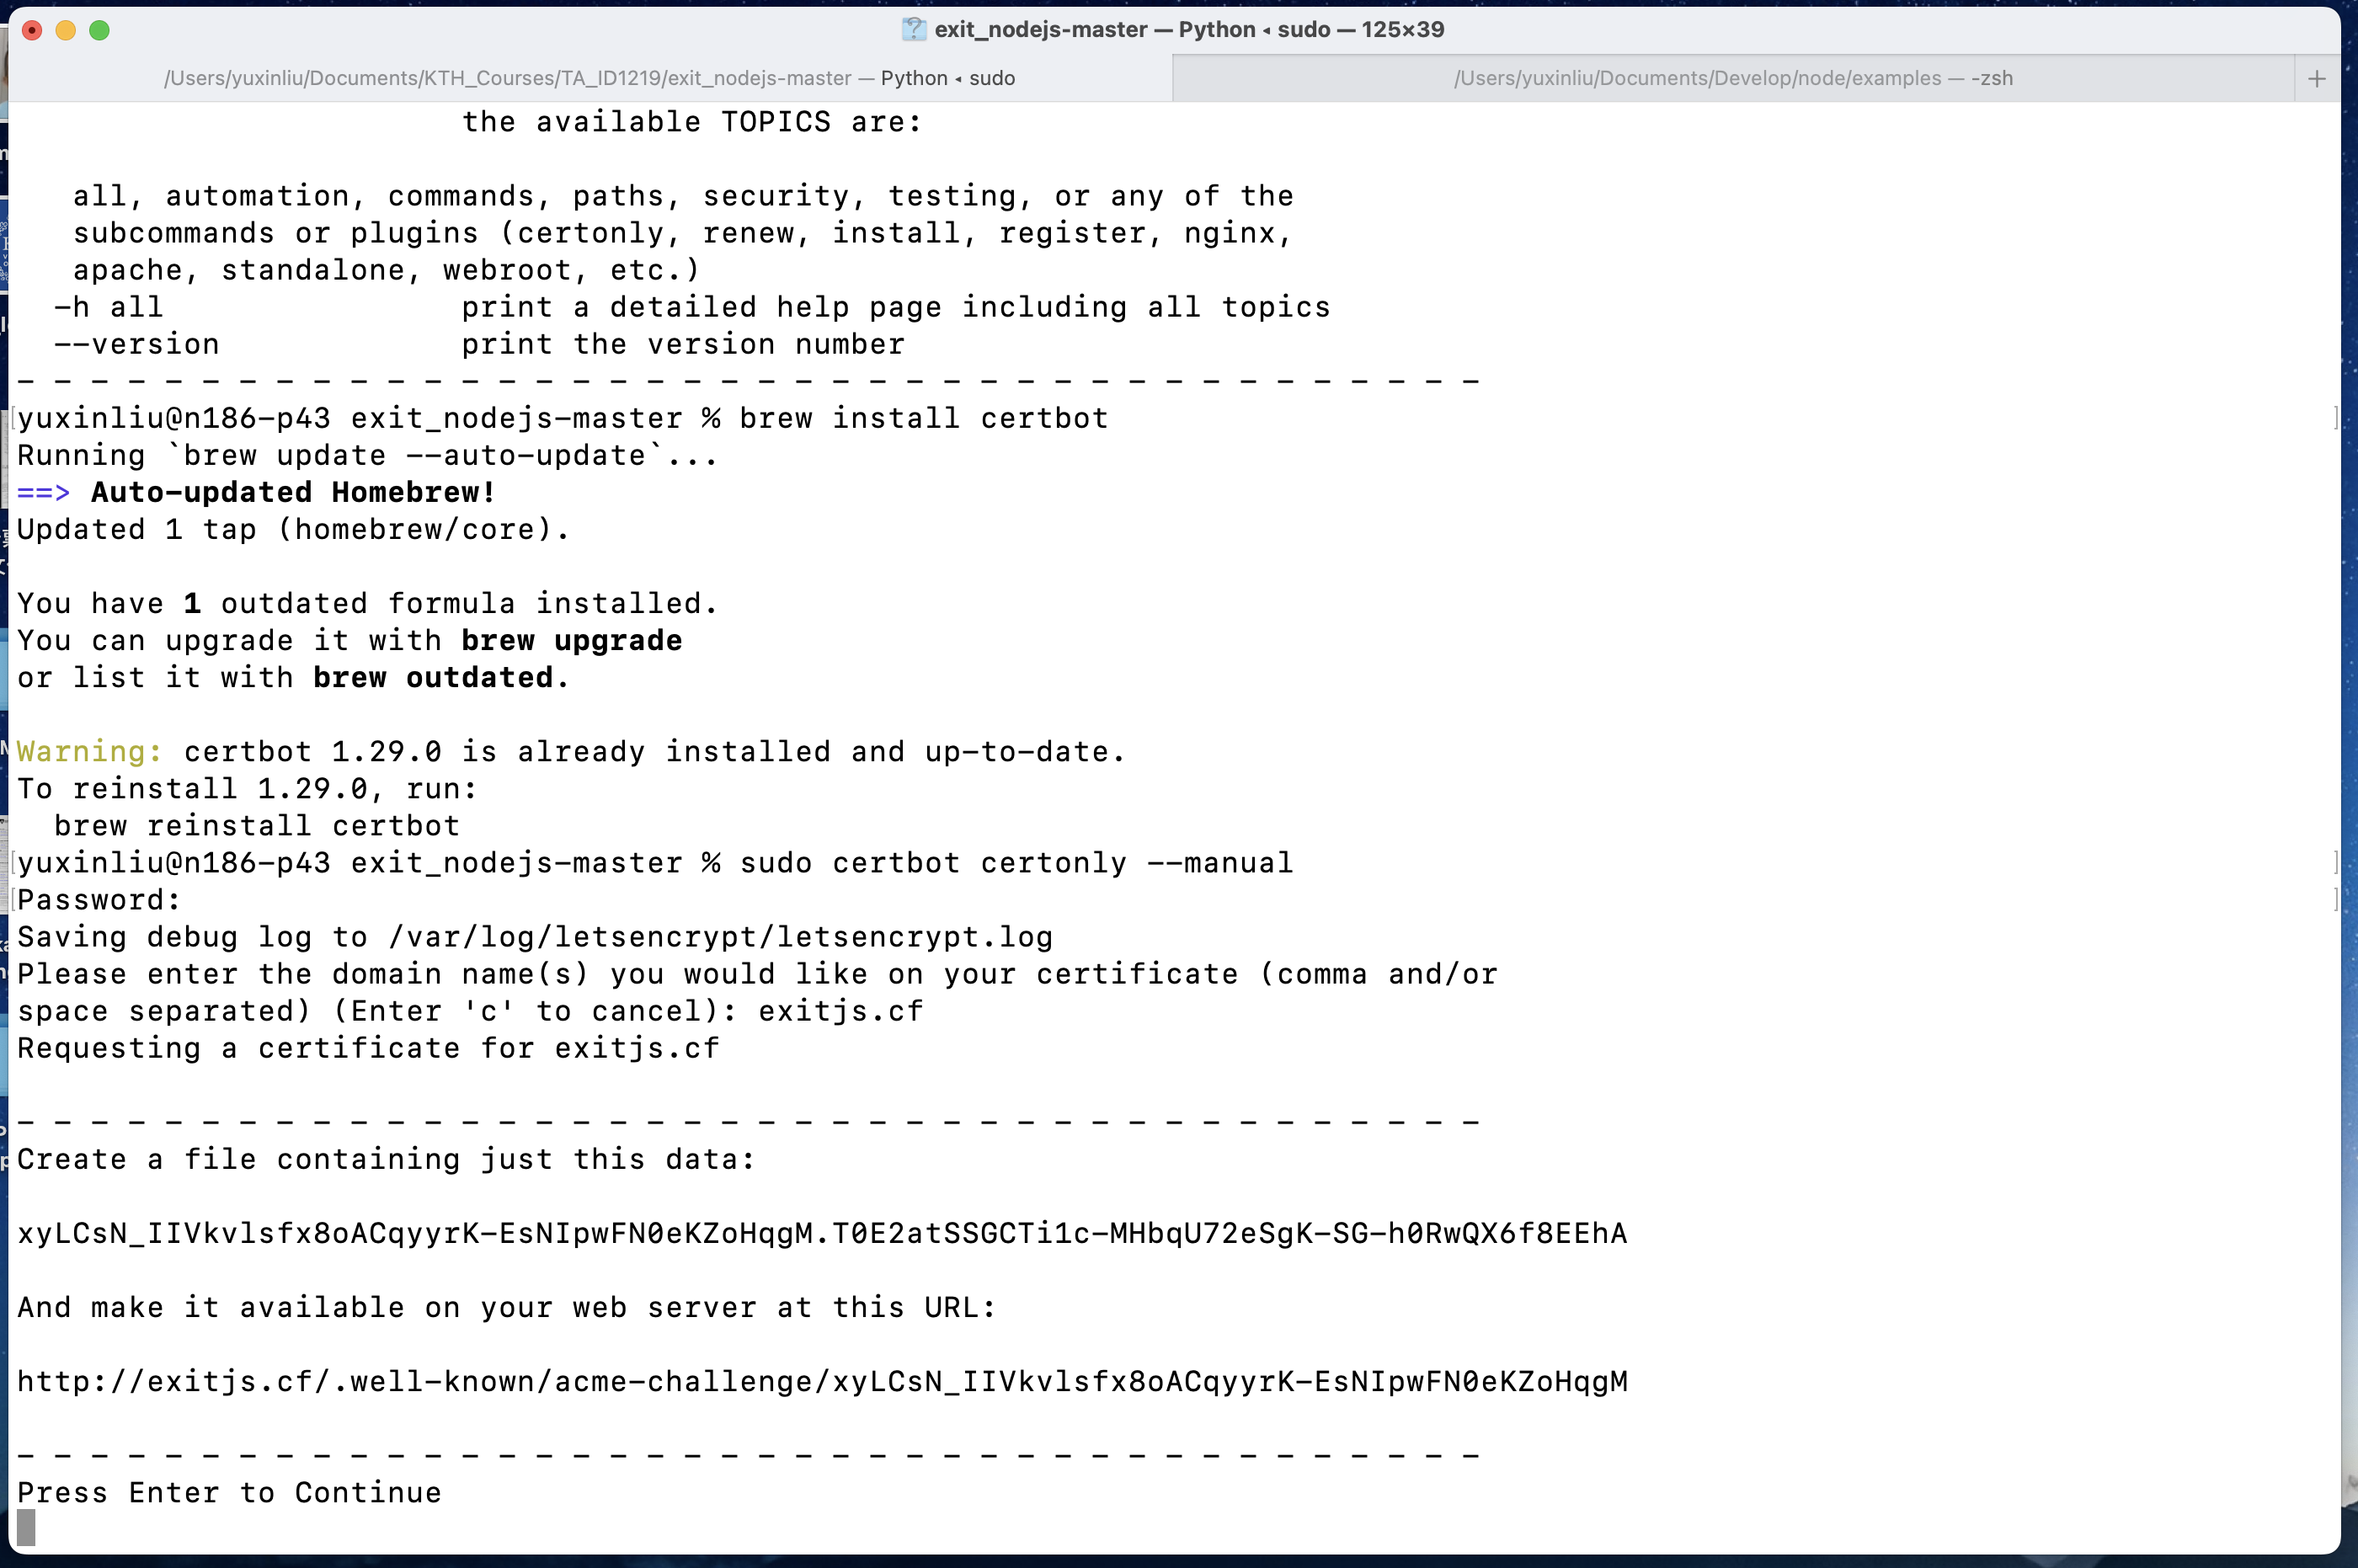 exit_nodejs-master — Python ◂ sudo — 125×39
/Users/yuxinliu/Documents/KTH_Courses/TA_ID1219/exit_nodejs-master — Python ◂ sudo
/Users/yuxinliu/Documents/Develop/node/examples — -zsh
+
the available TOPICS are:
all, automation, commands, paths, security, testing, or any of the
subcommands or plugins (certonly, renew, install, register, nginx,
apache, standalone, webroot, etc.)
-h all                print a detailed help page including all topics
--version             print the version number
- - - - - - - - - - - - - - - - - - - - - - - - - - - - - - - - - - - - - - - -
[yuxinliu@n186-p43 exit_nodejs-master % brew install certbot ]
Running `brew update --auto-update`...
==> Auto-updated Homebrew!
Updated 1 tap (homebrew/core).
You have 1 outdated formula installed.
You can upgrade it with brew upgrade
or list it with brew outdated.
Warning: certbot 1.29.0 is already installed and up-to-date.
To reinstall 1.29.0, run:
brew reinstall certbot
[yuxinliu@n186-p43 exit_nodejs-master % sudo certbot certonly --manual ]
[Password: ]
Saving debug log to /var/log/letsencrypt/letsencrypt.log
Please enter the domain name(s) you would like on your certificate (comma and/or
space separated) (Enter 'c' to cancel): exitjs.cf
Requesting a certificate for exitjs.cf
- - - - - - - - - - - - - - - - - - - - - - - - - - - - - - - - - - - - - - - -
Create a file containing just this data:
xyLCsN_IIVkvlsfx8oACqyyrK-EsNIpwFN0eKZoHqgM.T0E2atSSGCTi1c-MHbqU72eSgK-SG-h0RwQX6f8EEhA
And make it available on your web server at this URL:
http://exitjs.cf/.well-known/acme-challenge/xyLCsN_IIVkvlsfx8oACqyyrK-EsNIpwFN0eKZoHqgM
- - - - - - - - - - - - - - - - - - - - - - - - - - - - - - - - - - - - - - - -
Press Enter to Continue